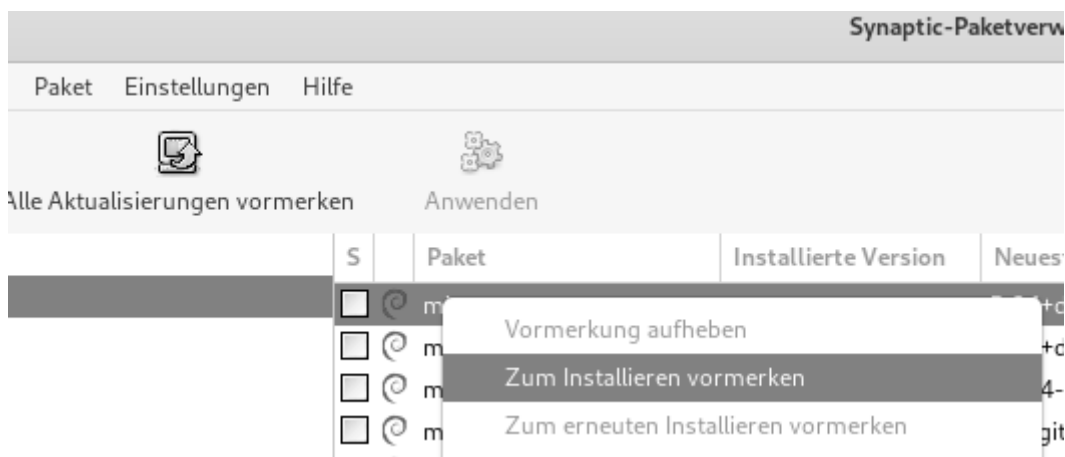 Synaptic-Paketverw
Paket Einstellungen Hilfe
Alle Aktualisierungen vormerken Anwenden
S Paket Installierte Version Neues
Vormerkung aufheben
Zum Installieren vormerken
Zum erneuten Installieren vormerken